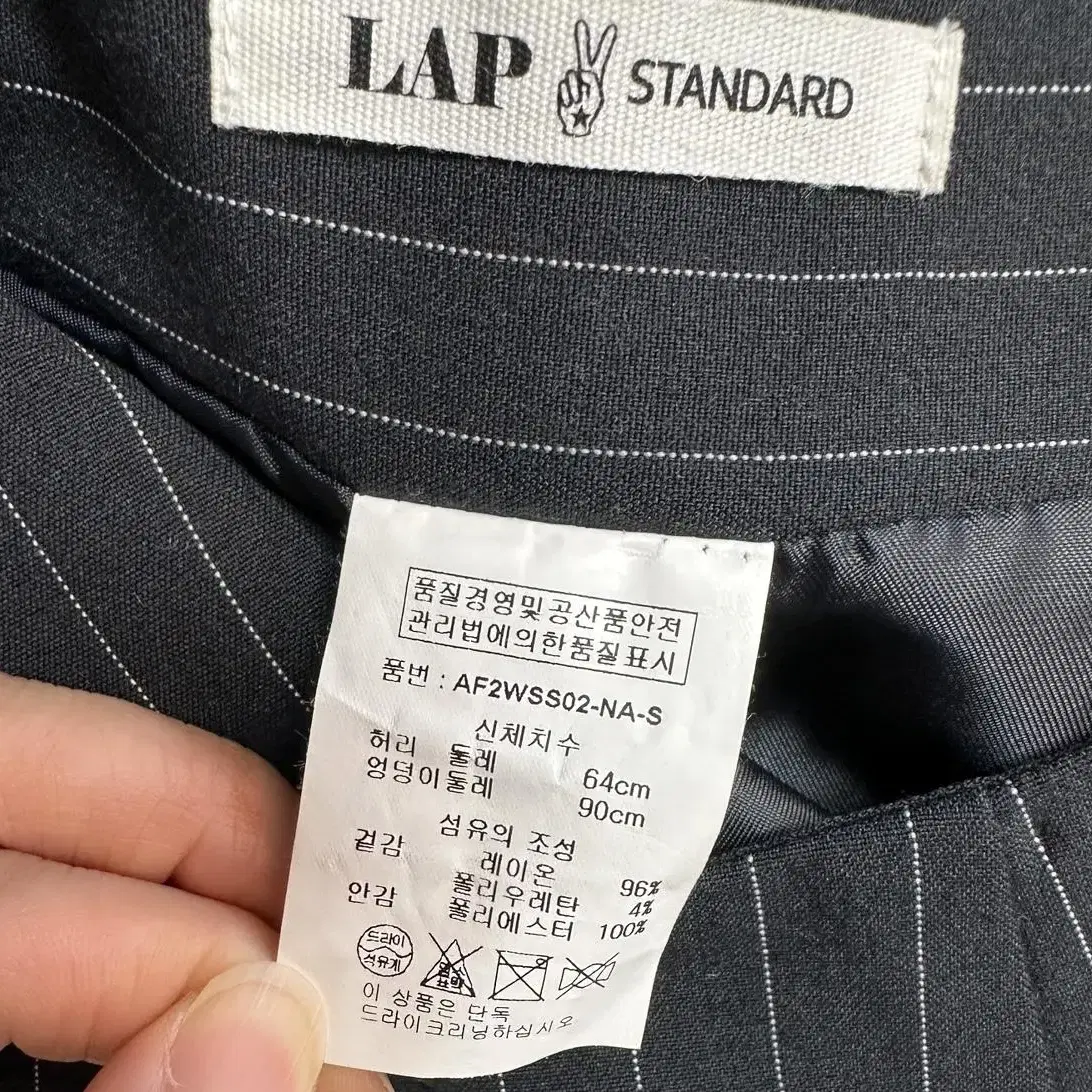 LAP STANDARD
품질경영및공산품안전
관리법에의한품질표시
품번 : AF2WSS02-NA-S
신체치수
허리 둘레 64cm
엉덩이둘레 90cm
섬유의 조성
겉감 레이온 96%
폴리우레탄 4%
안감 폴리에스터 100%
드라이
석유계
이 상품은 단독
드라이크리닝하십시오